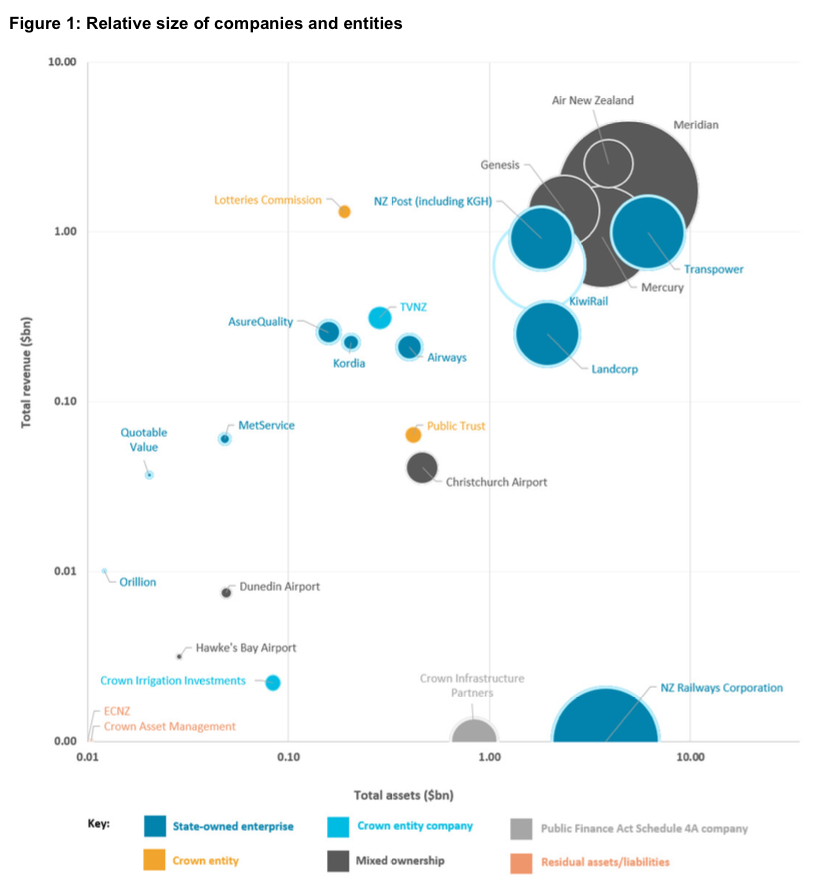 Figure 1: Relative size of companies and entities
10.00
Air New Zealand
Meridian
Genesis
Lotteries Commission
NZ Post (including KGH)
1.00
Transpower
Mercury
KiwiRail
TVNZ
AsureQuality
Kordia
Airways
Landcorp
Total revenue ($bn)
0.10
MetService
Public Trust
Quotable
Value
Christchurch Airport
0.01
Orillion
Dunedin Airport
Hawke's Bay Airport
Crown Irrigation Investments
Crown Infrastructure
Partners
NZ Railways Corporation
ECNZ
Crown Asset Management
0.00
0.01
0.10
1.00
10.00
Total assets ($bn)
Key:
State-owned enterprise
Crown entity company
Public Finance Act Schedule 4A company
Crown entity
Mixed ownership
Residual assets/liabilities